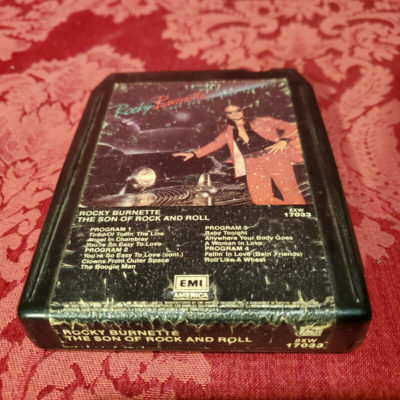 Rocky Burnette
ROCKY BURNETTE
THE SON OF ROCK AND ROLL
8XW
17033
PROGRAM 1
Tired Of Toein' The Line
Angel In Chambray
You're So Easy To Love
PROGRAM 2
You're So Easy To Love (cont.)
Clowns From Outer Space
The Boogie Man
PROGRAM 3
Baby Tonight
Anywhere Your Body Goes
A Woman In Love
PROGRAM 4
Fallin' In Love (Bein' Friends)
Roll Like A Wheel
EMI
AMERICA
ROCKY BURNETTE
THE SON OF ROCK AND ROLL
8XW
17033